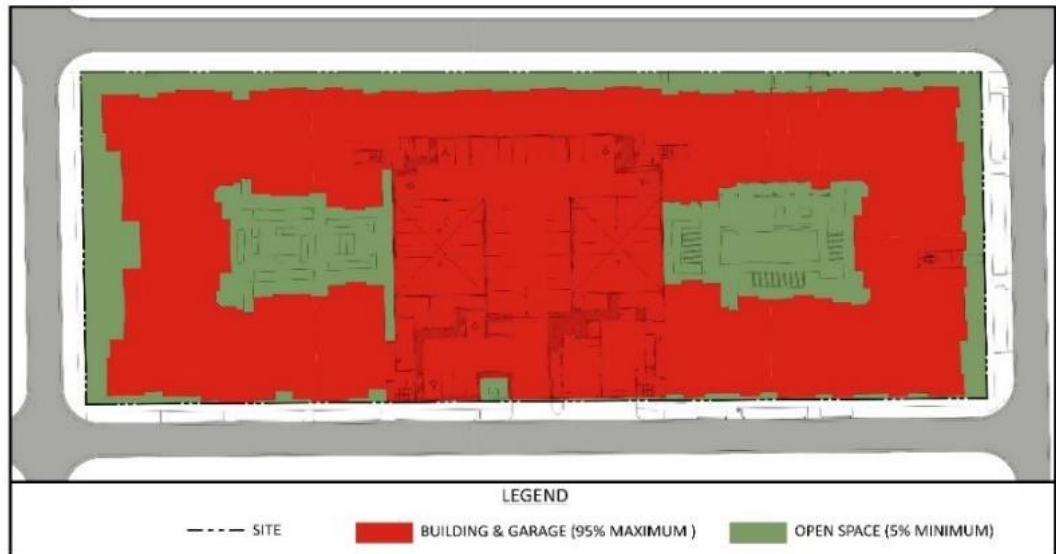 LEGEND
SITE
BUILDING & GARAGE (95% MAXIMUM )
OPEN SPACE (5% MINIMUM)